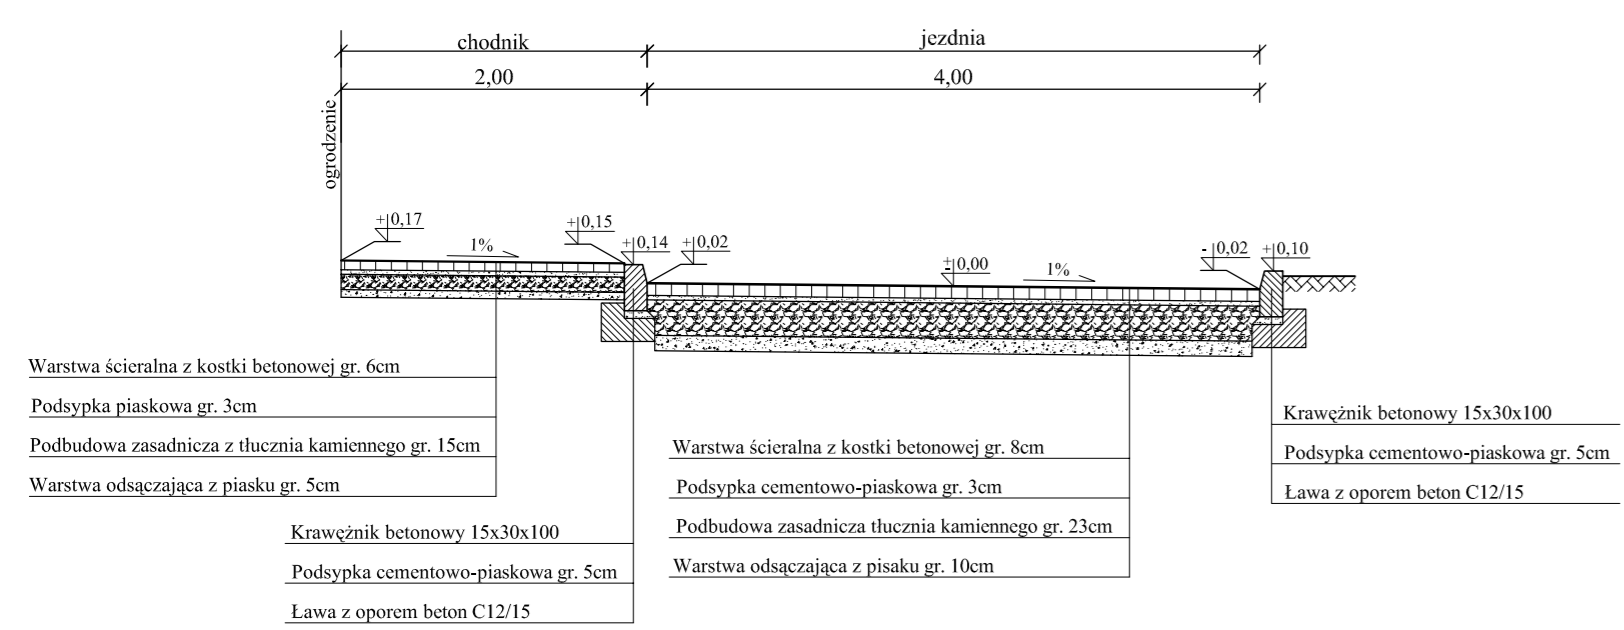 chodnik
jezdnia
2,00
4,00
ogrodzenie
+0,17
+0,15
+0,14
+0,02
±0,00
-0,02
+0,10
1%
1%
Warstwa ścieralna z kostki betonowej gr. 6cm
Podsypka piaskowa gr. 3cm
Podbudowa zasadnicza z tłucznia kamiennego gr. 15cm
Warstwa odsączająca z piasku gr. 5cm
Krawężnik betonowy 15x30x100
Podsypka cementowo-piaskowa gr. 5cm
Ława z oporem beton C12/15
Warstwa ścieralna z kostki betonowej gr. 8cm
Podsypka cementowo-piaskowa gr. 3cm
Podbudowa zasadnicza tłucznia kamiennego gr. 23cm
Warstwa odsączająca z pisaku gr. 10cm
Krawężnik betonowy 15x30x100
Podsypka cementowo-piaskowa gr. 5cm
Ława z oporem beton C12/15